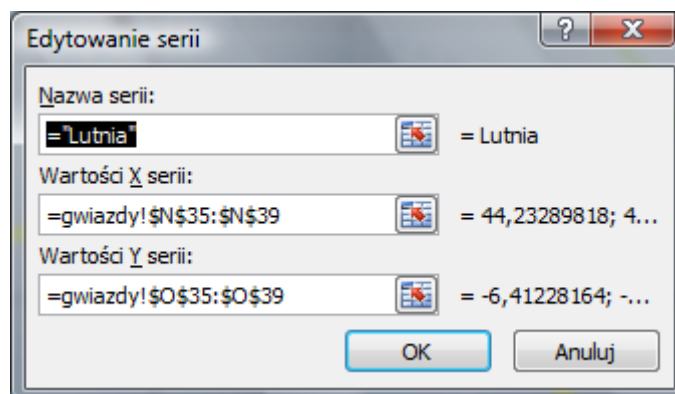 Edytowanie serii
Nazwa serii:
="Lutnia" = Lutnia
Wartości X serii:
=gwiazdy!$N$35:$N$39 = 44,23289818; 4...
Wartości Y serii:
=gwiazdy!$O$35:$O$39 = -6,41228164; -...
OK Anuluj